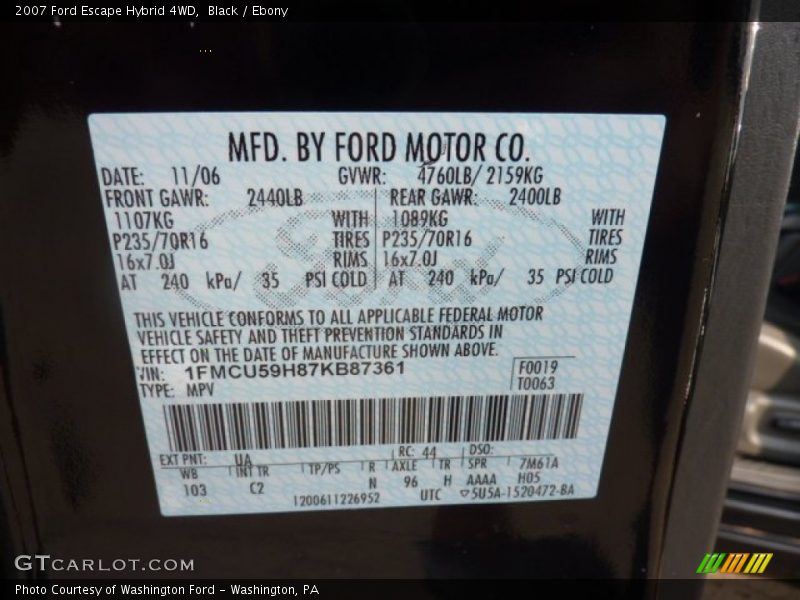 2007 Ford Escape Hybrid 4WD, Black / Ebony
MFD. BY FORD MOTOR CO.
DATE: 11/06 GVWR: 4760LB/ 2159KG
FRONT GAWR: 2440LB REAR GAWR: 2400LB
1107KG WITH 1089KG WITH
P235/70R16 TIRES P235/70R16 TIRES
16x7.0J RIMS 16x7.0J RIMS
AT 240 kPa/ 35 PSI COLD AT 240 kPa/ 35 PSI COLD
THIS VEHICLE CONFORMS TO ALL APPLICABLE FEDERAL MOTOR
VEHICLE SAFETY AND THEFT PREVENTION STANDARDS IN
EFFECT ON THE DATE OF MANUFACTURE SHOWN ABOVE.
VIN: 1FMCU59H87KB87361 F0019
TYPE: MPV T0063
EXT PNT: UA RC: 44 DSO:
WB INT TR TP/PS R AXLE TR SPR 7M61A
103 C2 N 96 H AAAA H05
1200611226952 UTC ▽5U5A-1520472-BA
Ford
GTCARLOT.COM
Photo Courtesy of Washington Ford - Washington, PA